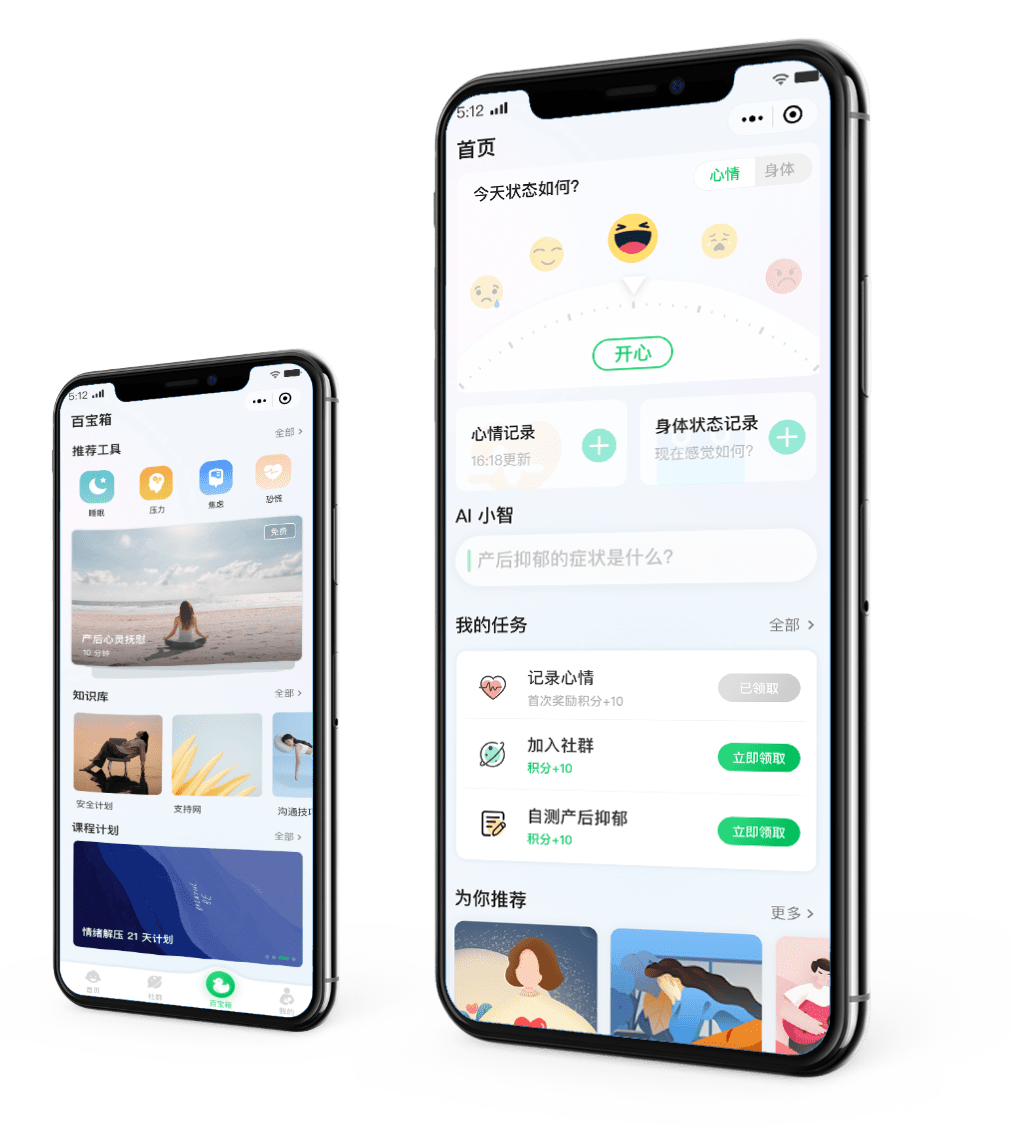 5:12
百宝箱
推荐工具
全部 >
睡眠
压力
焦虑
恐慌
免费
产后心灵抚慰
10 分钟
知识库
全部 >
安全计划
支持网
沟通技巧
课程计划
全部 >
情绪解压 21 天计划
首页
社群
百宝箱
我的
5:12
首页
今天状态如何?
心情
身体
开心
心情记录
16:18更新
身体状态记录
现在感觉如何?
AI 小智
产后抑郁的症状是什么?
我的任务
全部 >
记录心情
首次奖励积分+10
已领取
加入社群
积分+10
立即领取
自测产后抑郁
积分+10
立即领取
为你推荐
更多 >